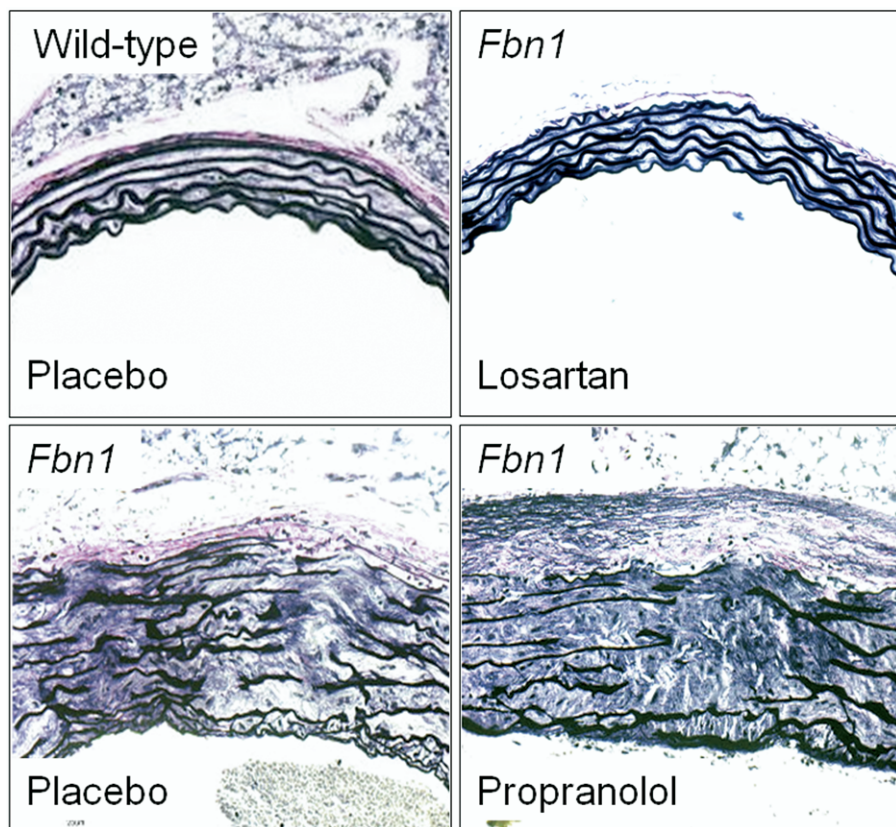 Wild-type
Placebo
Fbn1
Losartan
Fbn1
Placebo
Fbn1
Propranolol